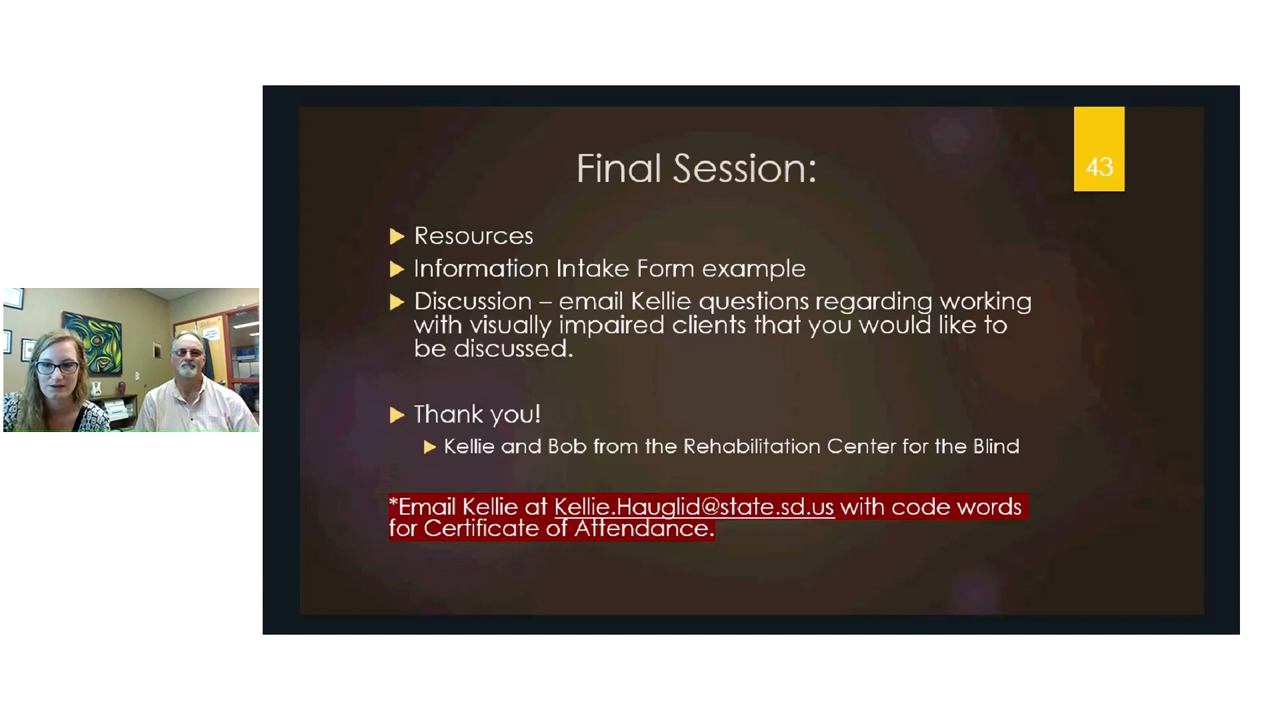 43
Final Session:
Resources
Information Intake Form example
Discussion – email Kellie questions regarding working
with visually impaired clients that you would like to
be discussed.
Thank you!
Kellie and Bob from the Rehabilitation Center for the Blind
*Email Kellie at Kellie.Hauglid@state.sd.us with code words
for Certificate of Attendance.